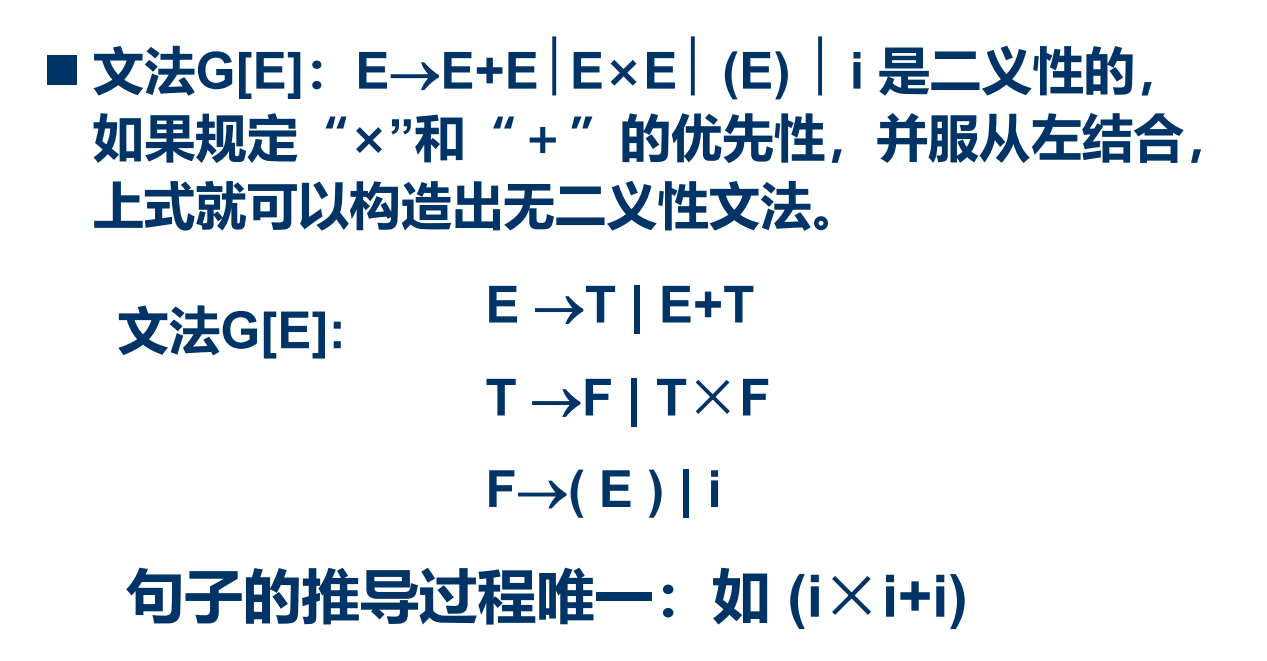 ■ 文法G[E]：E→E+E│E×E│ (E) │ i 是二义性的，
如果规定“×”和“＋”的优先性，并服从左结合，
上式就可以构造出无二义性文法。
E →T | E+T
文法G[E]:
T →F | T×F
F→( E ) | i
句子的推导过程唯一：如 (i×i+i)